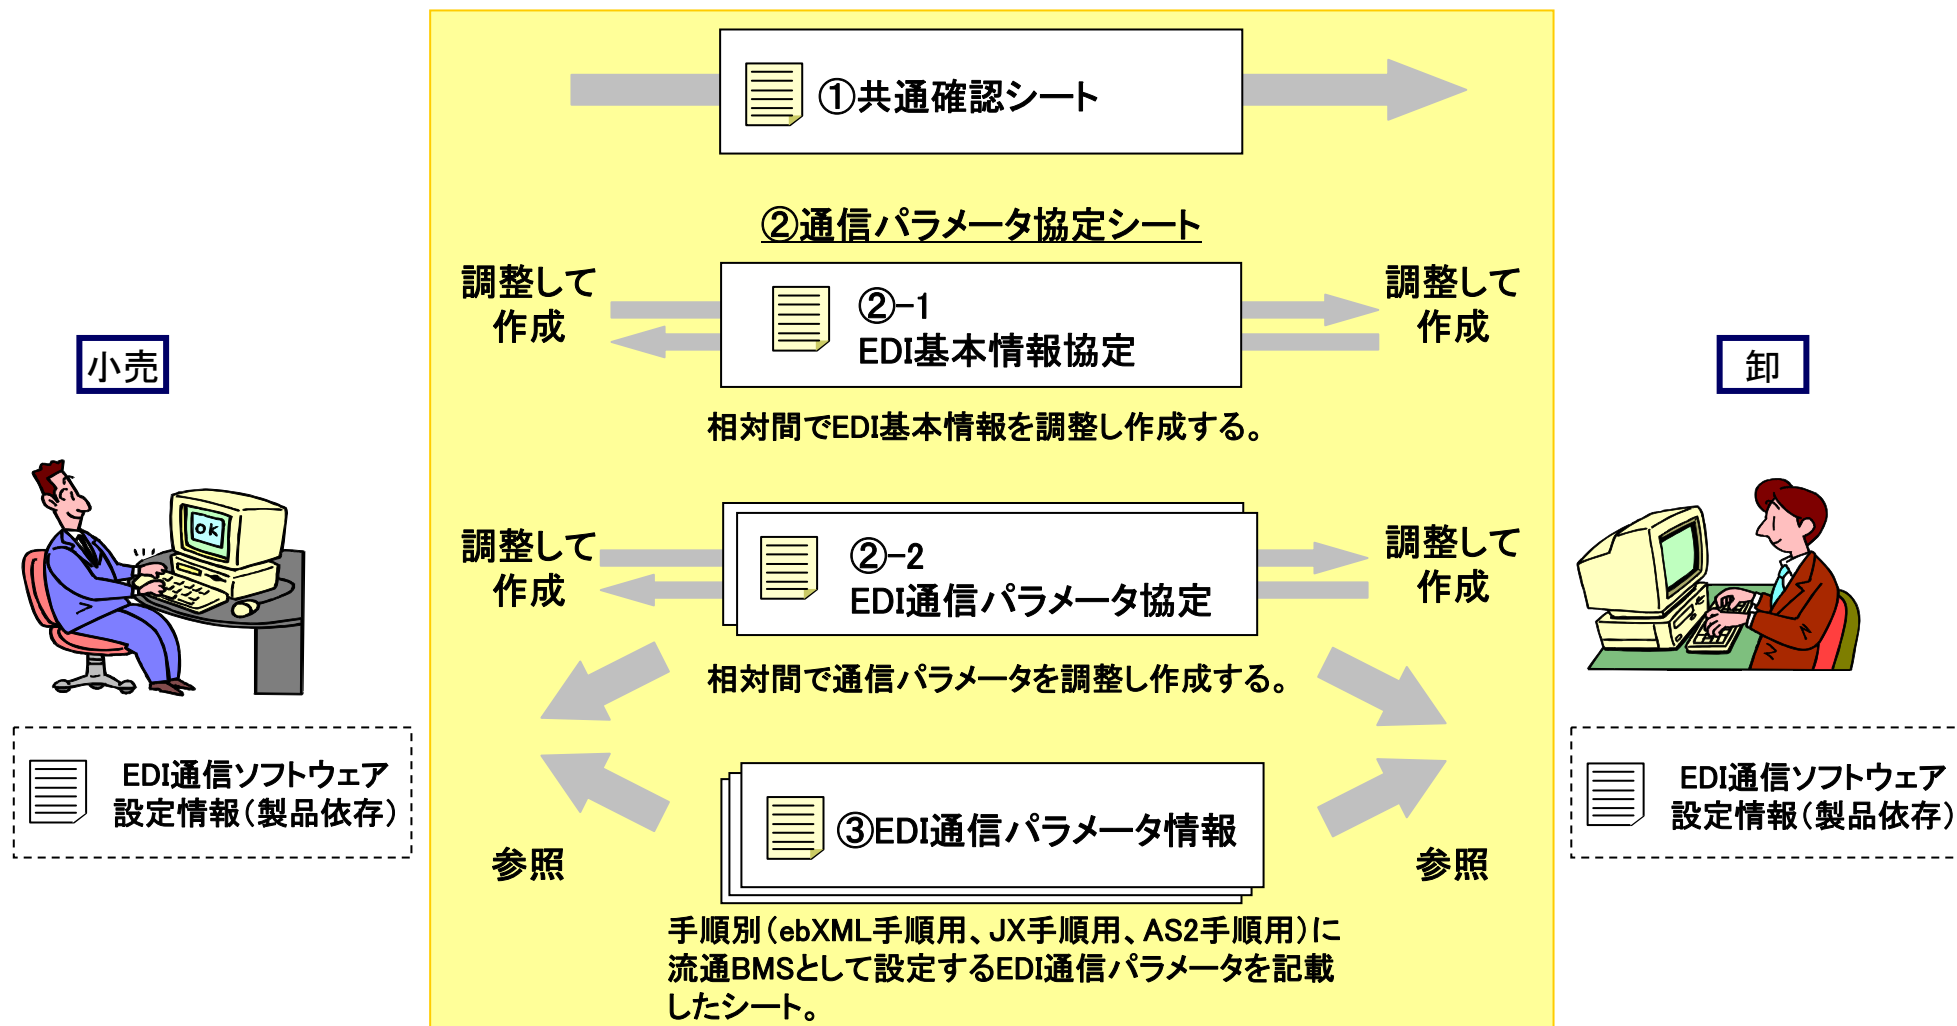 ①共通確認シート
②通信パラメータ協定シート
調整して
作成
②-1
EDI基本情報協定
調整して
作成
小売
卸
相対間でEDI基本情報を調整し作成する。
OK
調整して
作成
②-2
EDI通信パラメータ協定
調整して
作成
相対間で通信パラメータを調整し作成する。
EDI通信ソフトウェア
設定情報（製品依存）
③EDI通信パラメータ情報
EDI通信ソフトウェア
設定情報（製品依存）
参照
参照
手順別（ebXML手順用、JX手順用、AS2手順用）に
流通BMSとして設定するEDI通信パラメータを記載
したシート。